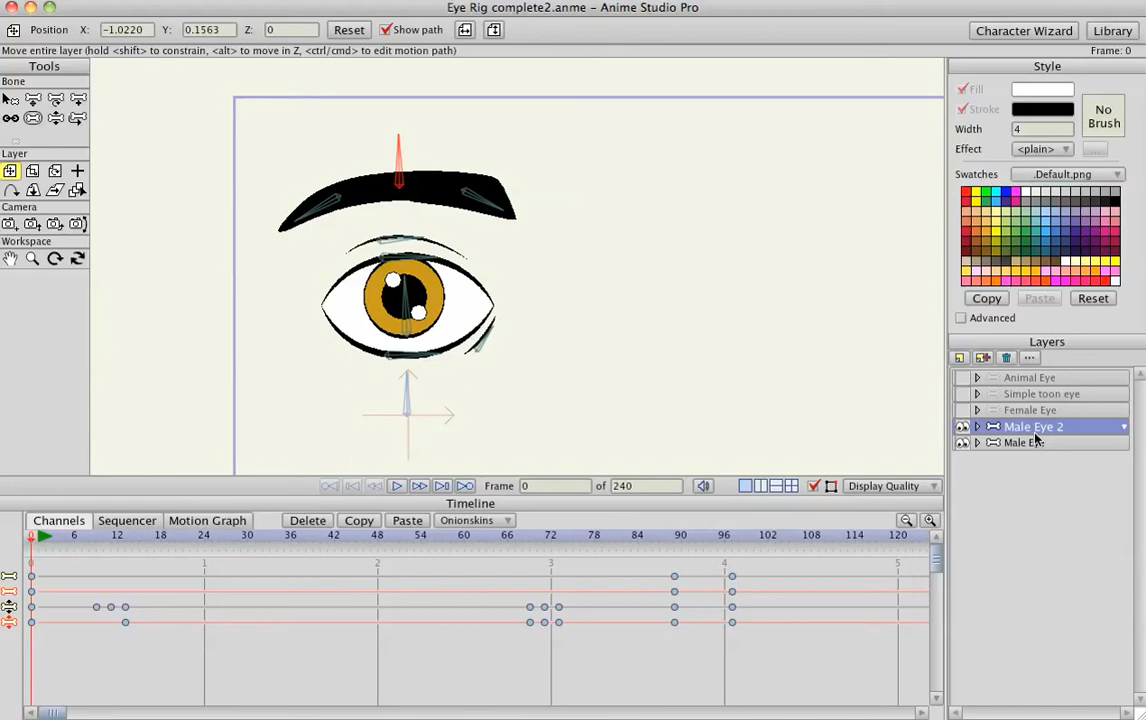 Eye Rig complete2.anme – Anime Studio Pro
Position X: -1.0220 Y: 0.1563 Z: 0 Reset Show path Character Wizard Library
Move entire layer (hold <shift> to constrain, <alt> to move in Z, <ctrl/cmd> to edit motion path) Frame: 0
Tools
Bone
Layer
Camera
Workspace
Style
Fill
Stroke
No Brush
Width 4
Effect <plain> ...
Swatches .Default.png
Copy Paste Reset
Advanced
Layers
Animal Eye
Simple toon eye
Female Eye
Male Eye 2
Male Eye
Frame 0 of 240 Display Quality
Timeline
Channels Sequencer Motion Graph Delete Copy Paste Onionskins
0 6 12 18 24 30 36 42 48 54 60 66 72 78 84 90 96 102 108 114 120
0 1 2 3 4 5